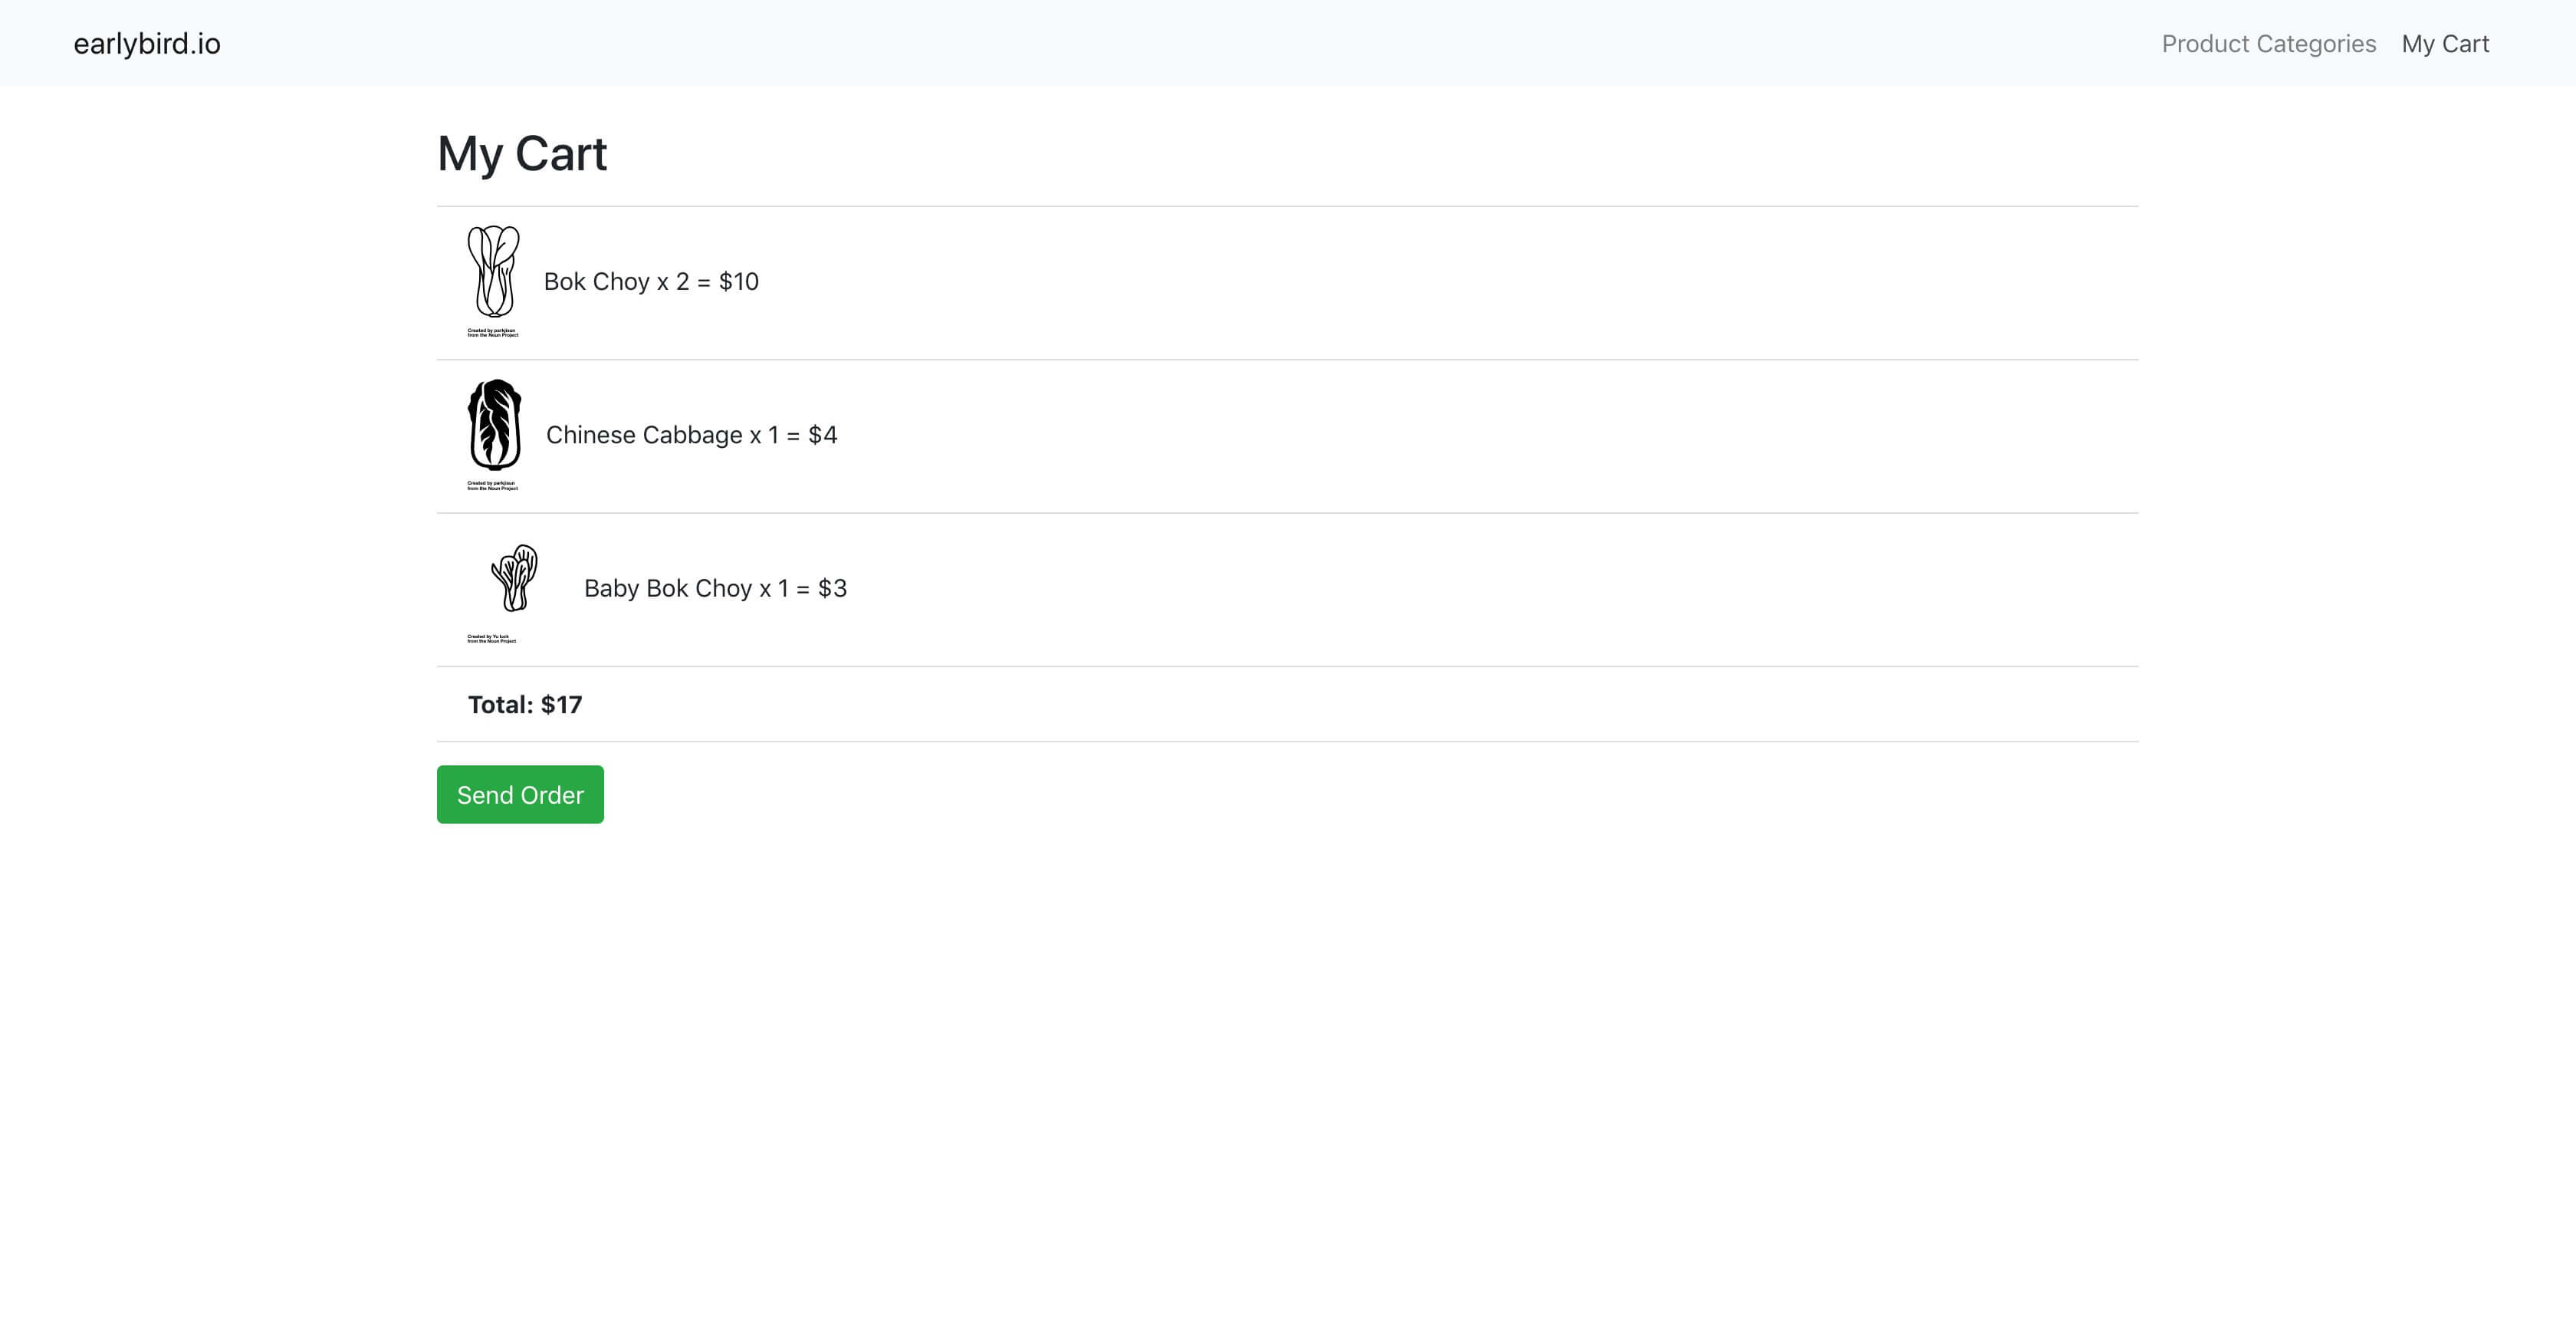 earlybird.io
Product Categories
My Cart
My Cart
Bok Choy x 2 = $10
Created by parkjisun
from the Noun Project
Chinese Cabbage x 1 = $4
Created by parkjisun
from the Noun Project
Baby Bok Choy x 1 = $3
Created by Yu luck
from the Noun Project
Total: $17
Send Order